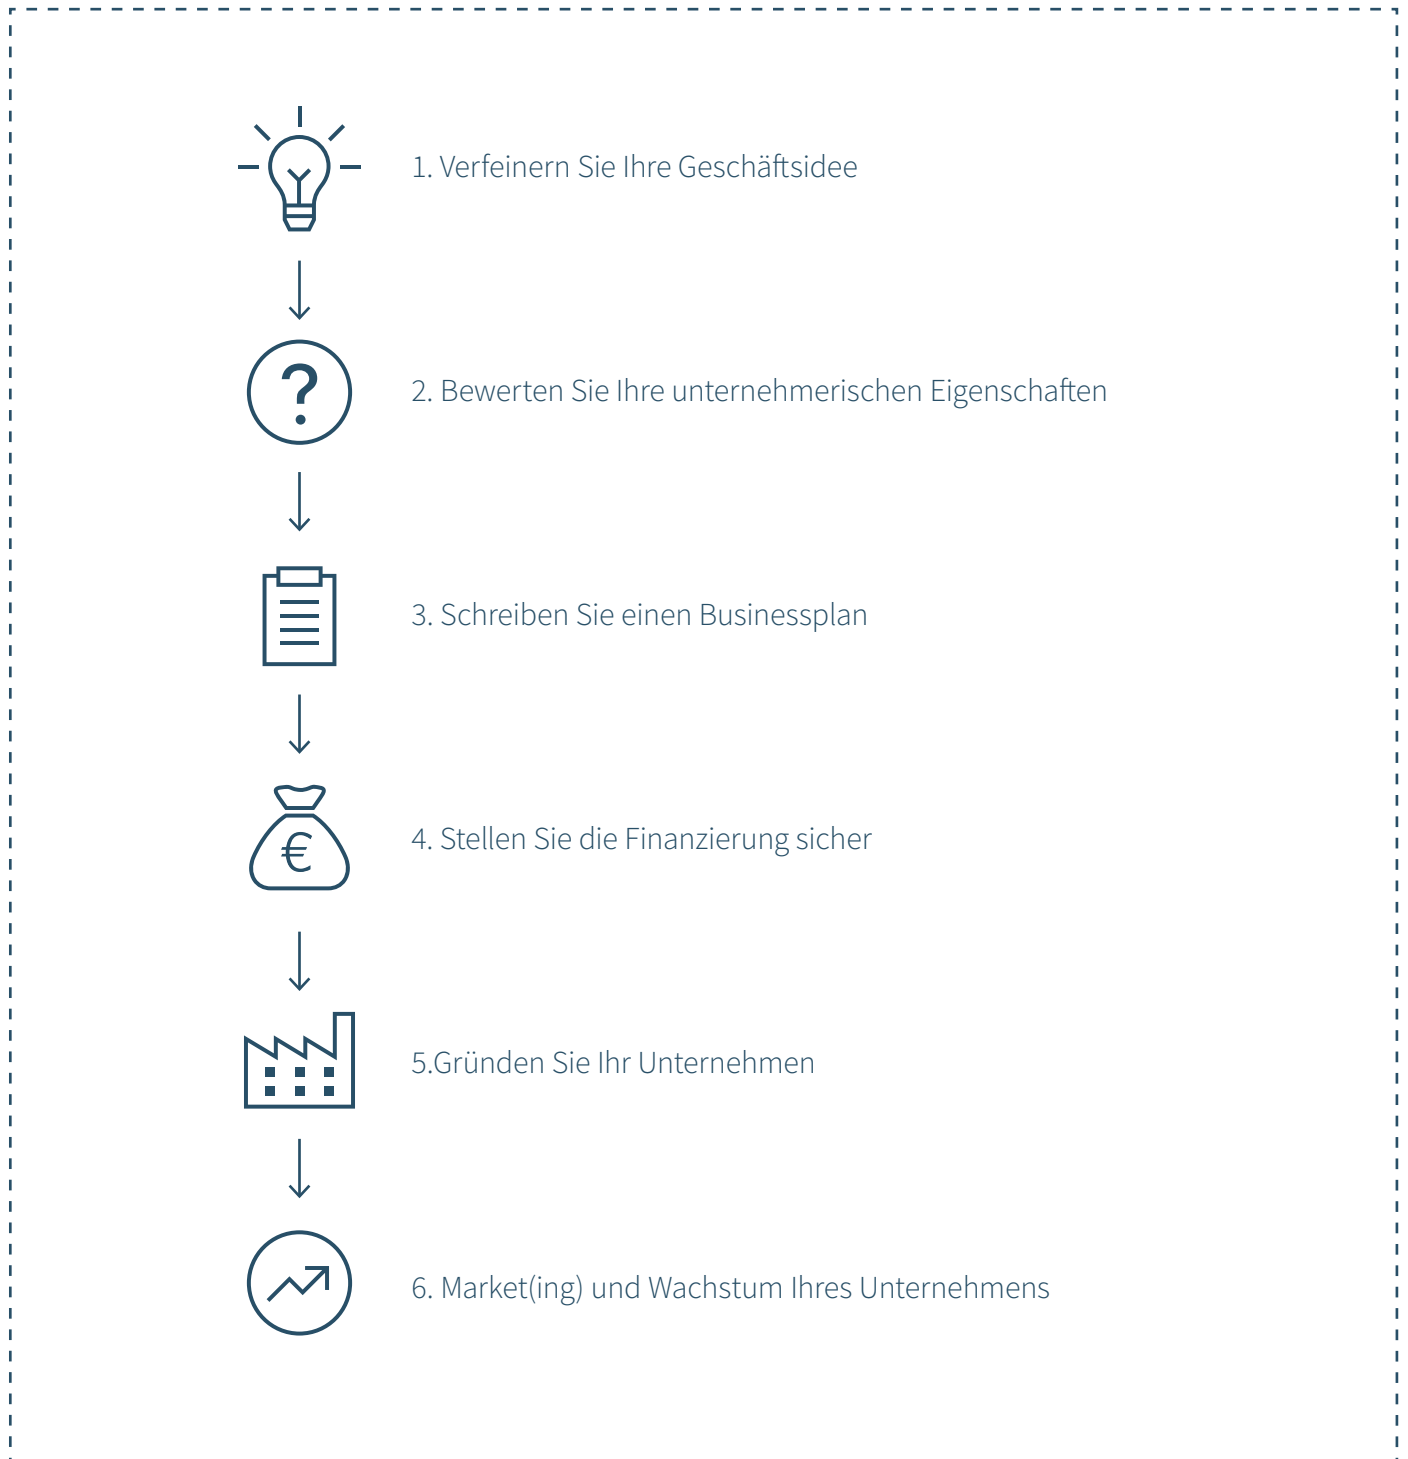 1. Verfeinern Sie Ihre Geschäftsidee
2. Bewerten Sie Ihre unternehmerischen Eigenschaften
3. Schreiben Sie einen Businessplan
€
4. Stellen Sie die Finanzierung sicher
5.Gründen Sie Ihr Unternehmen
6. Market(ing) und Wachstum Ihres Unternehmens